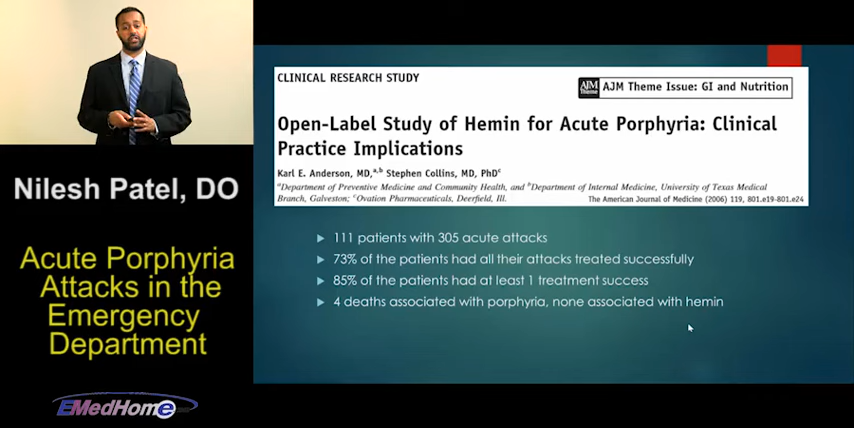 Nilesh Patel, DO
Acute Porphyria
Attacks in the
Emergency
Department
EMedHome
CLINICAL RESEARCH STUDY
AJM Theme
AJM Theme Issue: GI and Nutrition
Open-Label Study of Hemin for Acute Porphyria: Clinical
Practice Implications
Karl E. Anderson, MD,a,b Stephen Collins, MD, PhDc
aDepartment of Preventive Medicine and Community Health, and bDepartment of Internal Medicine, University of Texas Medical
Branch, Galveston; cOvation Pharmaceuticals, Deerfield, Ill.
The American Journal of Medicine (2006) 119, 801.e19-801.e24
111 patients with 305 acute attacks
73% of the patients had all their attacks treated successfully
85% of the patients had at least 1 treatment success
4 deaths associated with porphyria, none associated with hemin